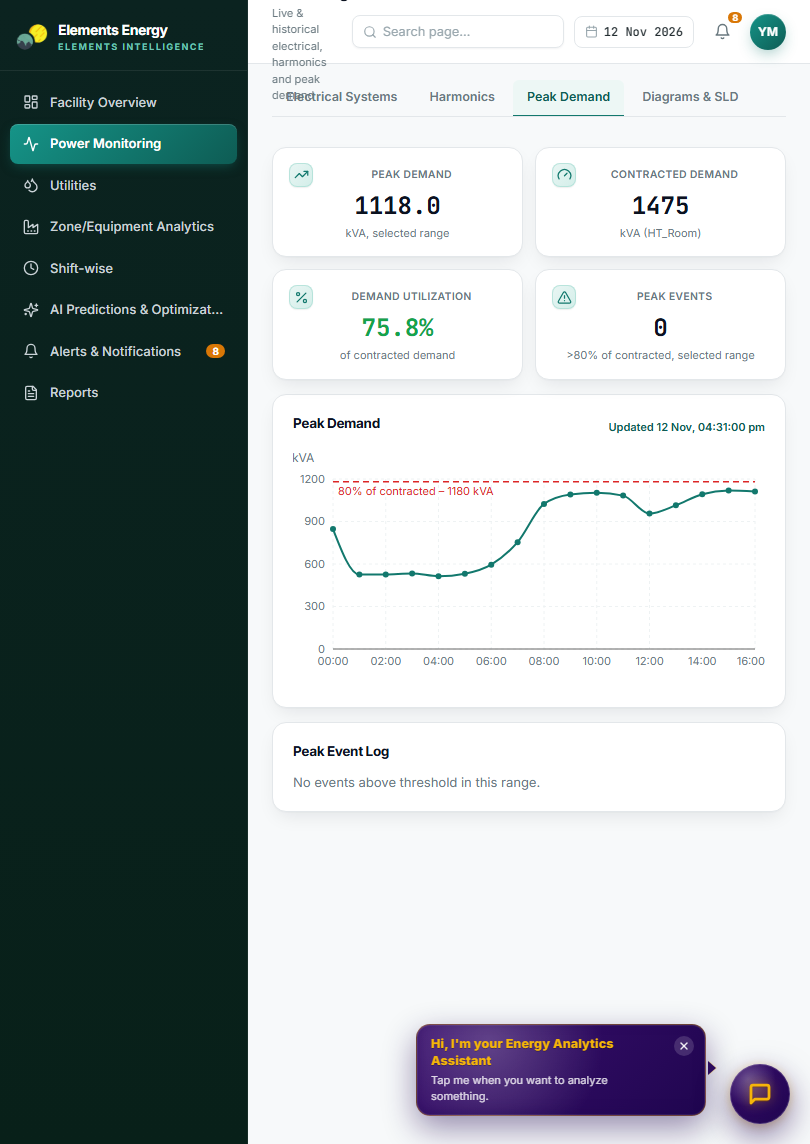 Elements Energy
ELEMENTS INTELLIGENCE
Facility Overview
Power Monitoring
Utilities
Zone/Equipment Analytics
Shift-wise
AI Predictions & Optimizat...
Alerts & Notifications 8
Reports
Live &
historical
electrical,
harmonics
and peak
demand
Search page...
12 Nov 2026
8
YM
Electrical Systems Harmonics Peak Demand Diagrams & SLD
PEAK DEMAND
1118.0
kVA, selected range
CONTRACTED DEMAND
1475
kVA (HT_Room)
DEMAND UTILIZATION
75.8%
of contracted demand
PEAK EVENTS
0
>80% of contracted, selected range
Peak Demand
Updated 12 Nov, 04:31:00 pm
kVA
1200
80% of contracted – 1180 kVA
900
600
300
0
00:00 02:00 04:00 06:00 08:00 10:00 12:00 14:00 16:00
Peak Event Log
No events above threshold in this range.
Hi, I'm your Energy Analytics
Assistant
Tap me when you want to analyze
something.